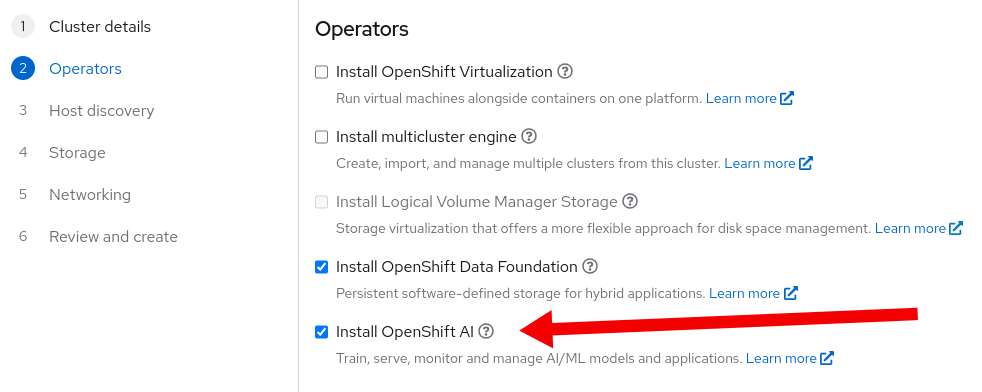 1 Cluster details
2 Operators
3 Host discovery
4 Storage
5 Networking
6 Review and create
Operators
Install OpenShift Virtualization
Run virtual machines alongside containers on one platform. Learn more
Install multicluster engine
Create, import, and manage multiple clusters from this cluster. Learn more
Install Logical Volume Manager Storage
Storage virtualization that offers a more flexible approach for disk space management. Learn more
Install OpenShift Data Foundation
Persistent software-defined storage for hybrid applications. Learn more
Install OpenShift AI
Train, serve, monitor and manage AI/ML models and applications. Learn more